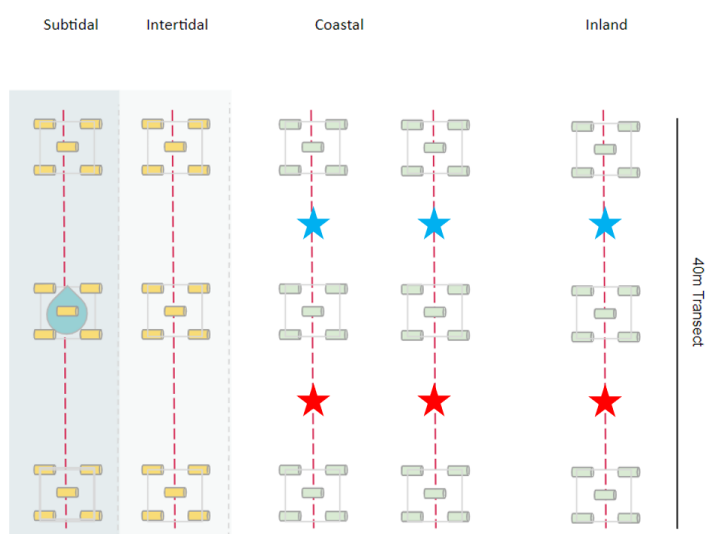 Subtidal
Intertidal
Coastal
Inland
40m Transect